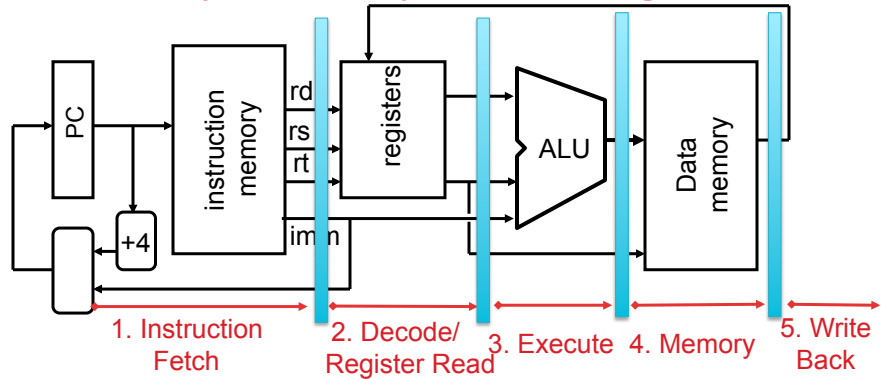 PC
+4
instruction
memory
rd
rs
rt
imm
registers
ALU
Data
memory
1. Instruction
Fetch
2. Decode/
Register Read
3. Execute
4. Memory
5. Write
Back